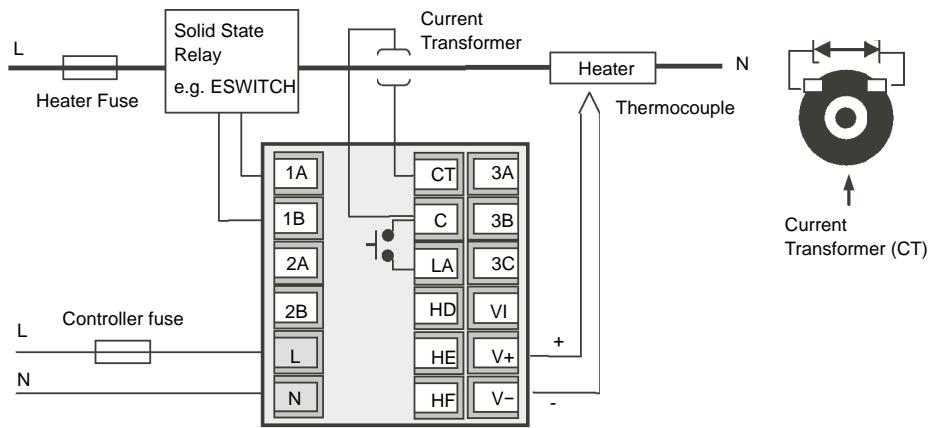 L
Heater Fuse
Solid State
Relay
e.g. ESWITCH
Current
Transformer
Heater
N
Thermocouple
Current
Transformer (CT)
1A
CT
3A
1B
C
3B
2A
LA
3C
2B
HD
VI
L
Controller fuse
L
HE
V+
+
N
N
HF
V−
-